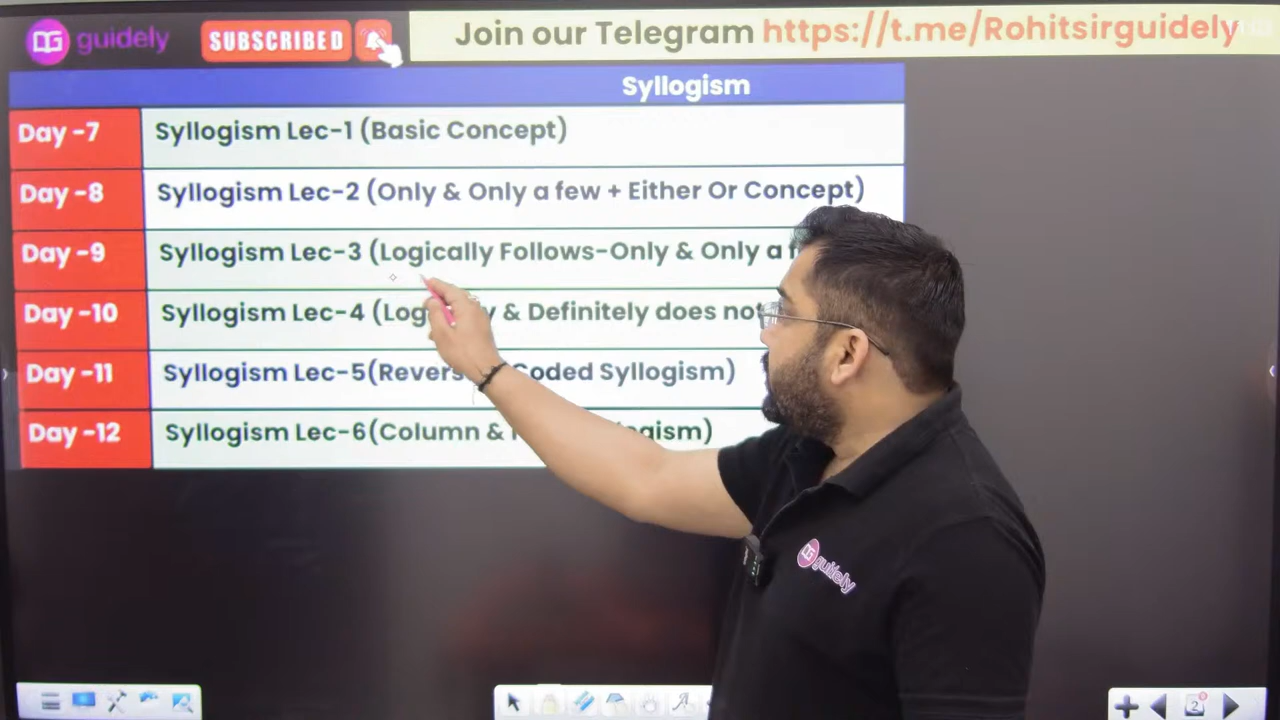 guidely
SUBSCRIBED
Join our Telegram https://t.me/Rohitsirguidely
Syllogism
Day -7 Syllogism Lec-1 (Basic Concept)
Day -8 Syllogism Lec-2 (Only & Only a few + Either Or Concept)
Day -9 Syllogism Lec-3 (Logically Follows-Only & Only a
Day -10 Syllogism Lec-4 ( & Definitely does not
Day -11 Syllogism Lec-5( Coded Syllogism)
Day -12 Syllogism Lec-6(Column &
guidely
2